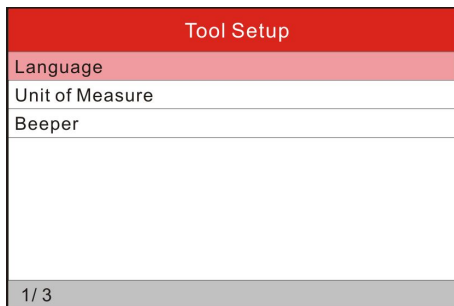 Tool Setup
Language
Unit of Measure
Beeper
1/ 3